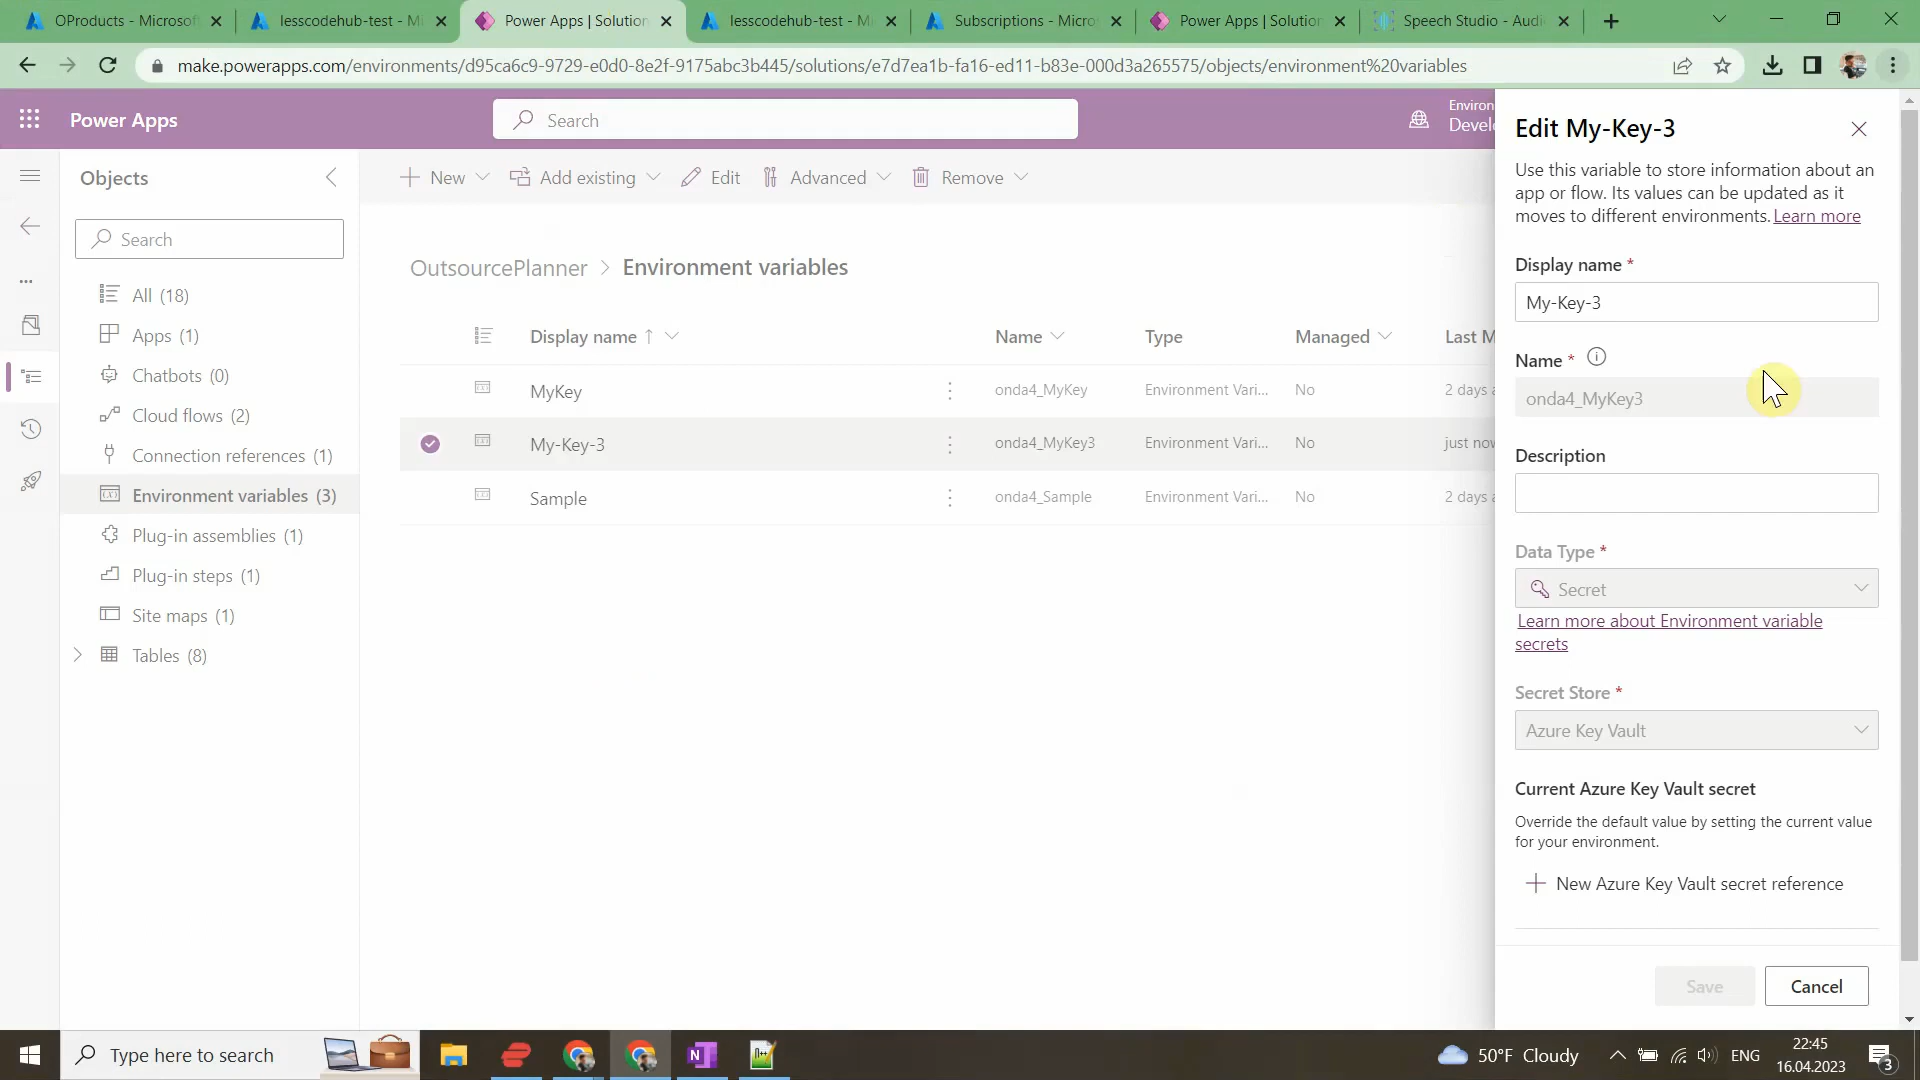 OProducts - Microsof
lesscodehub-test - Mi
Power Apps | Solution
lesscodehub-test - Mi
Subscriptions - Micro
Power Apps | Solution
Speech Studio - Audi
make.powerapps.com/environments/d95ca6c9-9729-e0d0-8e2f-9175abc3b445/solutions/e7d7ea1b-fa16-ed11-b83e-000d3a265575/objects/environment%20variables
Power Apps
Search
Environ
Develo
Objects
Search
All (18)
Apps (1)
Chatbots (0)
Cloud flows (2)
Connection references (1)
Environment variables (3)
Plug-in assemblies (1)
Plug-in steps (1)
Site maps (1)
Tables (8)
New
Add existing
Edit
Advanced
Remove
OutsourcePlanner > Environment variables
Display name ↑ Name Type Managed Last M
MyKey onda4_MyKey Environment Vari... No 2 days a
My-Key-3 onda4_MyKey3 Environment Vari... No just now
Sample onda4_Sample Environment Vari... No 2 days a
Edit My-Key-3
Use this variable to store information about an
app or flow. Its values can be updated as it
moves to different environments. Learn more
Display name *
My-Key-3
Name *
onda4_MyKey3
Description
Data Type *
Secret
Learn more about Environment variable
secrets
Secret Store *
Azure Key Vault
Current Azure Key Vault secret
Override the default value by setting the current value
for your environment.
New Azure Key Vault secret reference
Save
Cancel
Type here to search
50°F Cloudy
ENG
22:45
16.04.2023
3